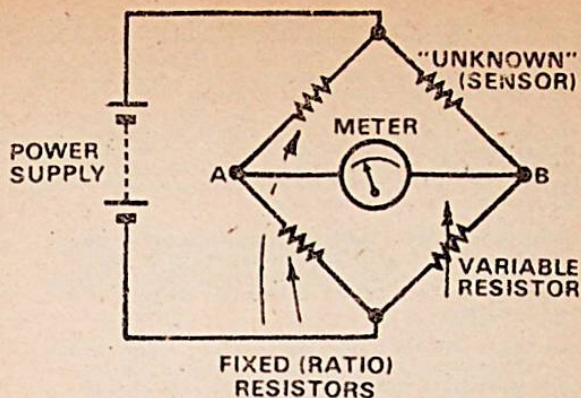 "UNKNOWN"
(SENSOR)
METER
POWER
SUPPLY
A
B
VARIABLE
RESISTOR
FIXED (RATIO)
RESISTORS